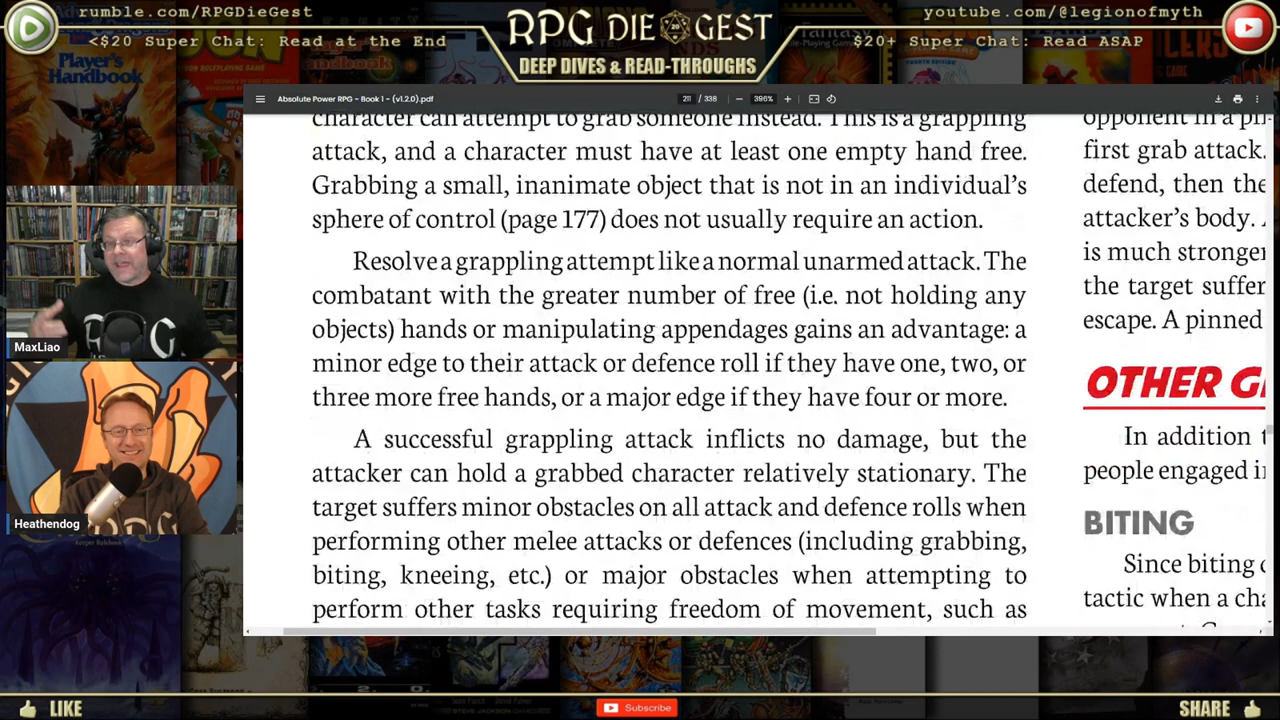 rumble.com/RPGDieGest
<$20 Super Chat: Read at the End
RPG DIE GEST
DEEP DIVES & READ-THROUGHS
youtube.com/@legionofmyth
$20+ Super Chat: Read ASAP
Player's
Handbook
Absolute Power RPG - Book 1 - (v1.2.0).pdf
211 / 338
396%
character can attempt to grab someone instead. This is a grappling
attack, and a character must have at least one empty hand free.
Grabbing a small, inanimate object that is not in an individual's
sphere of control (page 177) does not usually require an action.
Resolve a grappling attempt like a normal unarmed attack. The
combatant with the greater number of free (i.e. not holding any
objects) hands or manipulating appendages gains an advantage: a
minor edge to their attack or defence roll if they have one, two, or
three more free hands, or a major edge if they have four or more.
A successful grappling attack inflicts no damage, but the
attacker can hold a grabbed character relatively stationary. The
target suffers minor obstacles on all attack and defence rolls when
performing other melee attacks or defences (including grabbing,
biting, kneeing, etc.) or major obstacles when attempting to
perform other tasks requiring freedom of movement, such as
opponent in a pi
first grab attack.
defend, then the
attacker's body.
is much stronger
the target suffer
escape. A pinned
OTHER G
In addition
people engaged i
BITING
Since biting
tactic when a cha
MaxLiao
Heathendog
LIKE
Subscribe
SHARE